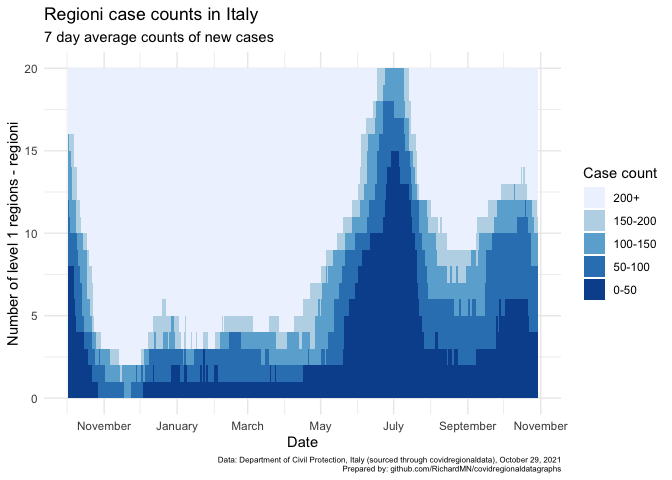 Regioni case counts in Italy
7 day average counts of new cases
Number of level 1 regions - regioni
20
15
10
5
0
November
January
March
May
July
September
November
Date
Case count
200+
150-200
100-150
50-100
0-50
Data: Department of Civil Protection, Italy (sourced through covidregionaldata), October 29, 2021
Prepared by: github.com/RichardMN/covidregionaldatagraphs